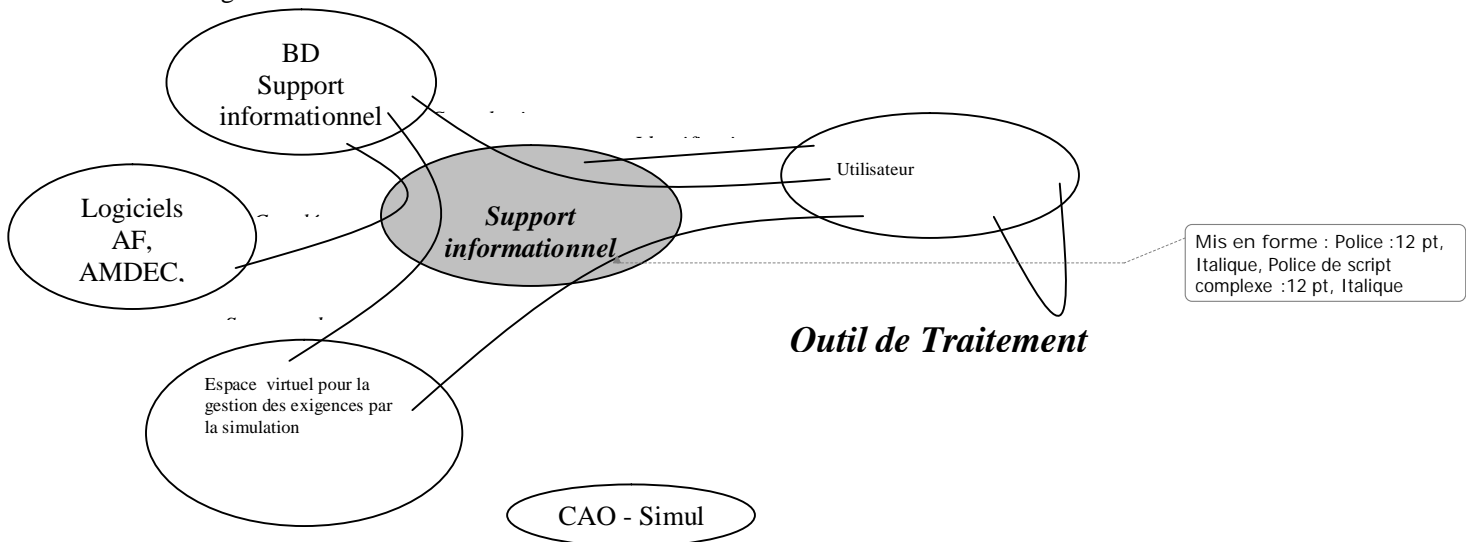 BD
Support
informationnel
Utilisateur
Logiciels
AF,
AMDEC,
Support
informationnel
Mis en forme : Police :12 pt,
Italique, Police de script
complexe :12 pt, Italique
Outil de Traitement
Espace virtuel pour la
gestion des exigences par
la simulation
CAO - Simul